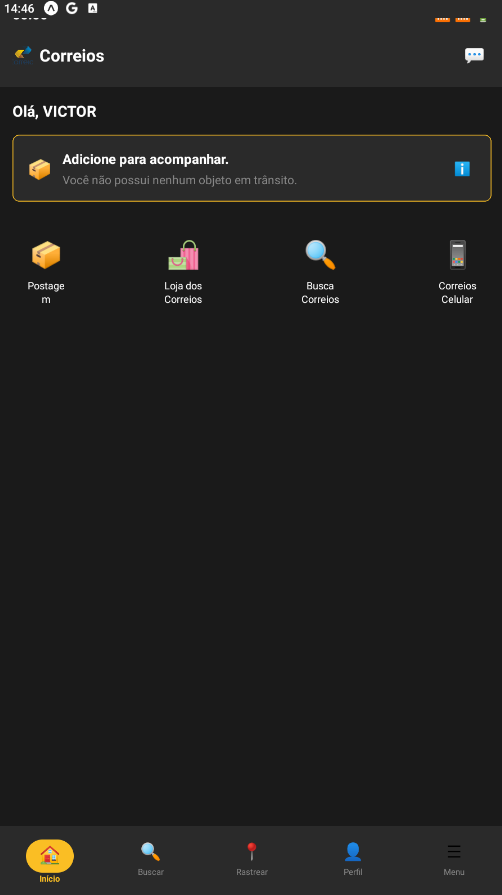 14:46
Correios
Olá, VICTOR
Adicione para acompanhar.
Você não possui nenhum objeto em trânsito.
Postage
m
Loja dos
Correios
Busca
Correios
Correios
Celular
Início
Buscar
Rastrear
Perfil
Menu